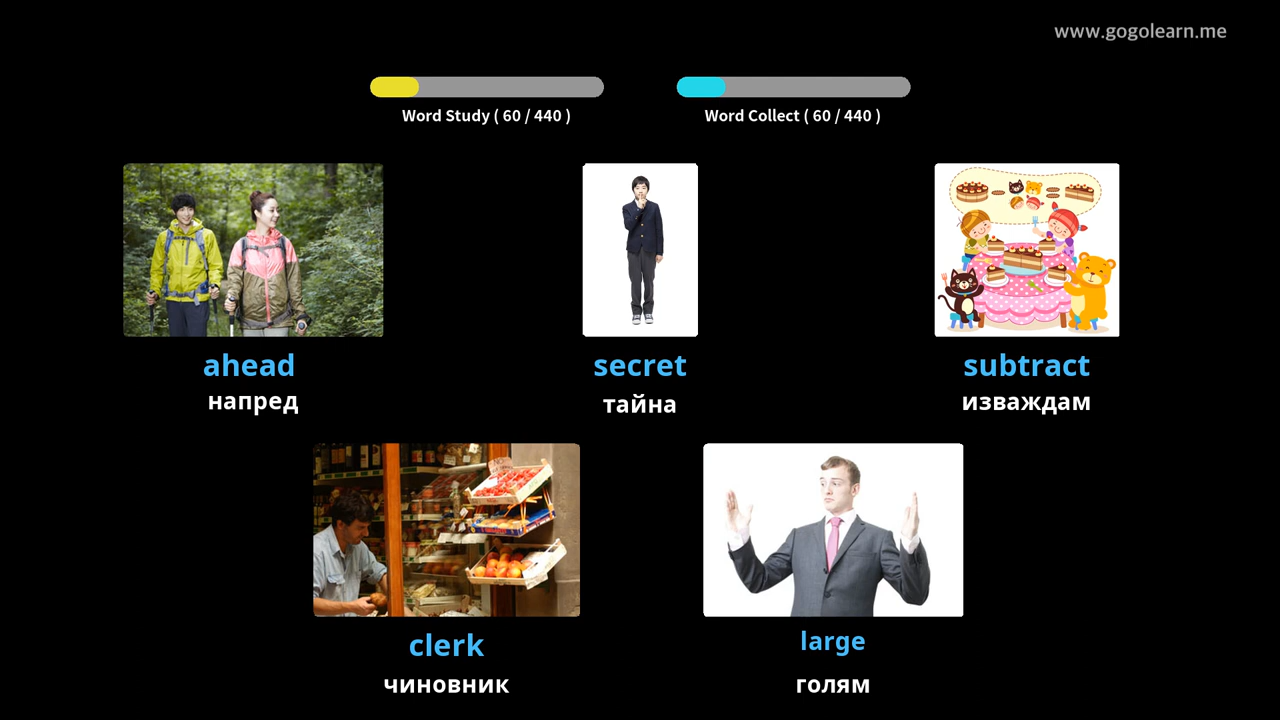 www.gogolearn.me
Word Study ( 60 / 440 )
Word Collect ( 60 / 440 )
ahead
напред
secret
тайна
subtract
изваждам
clerk
чиновник
large
голям